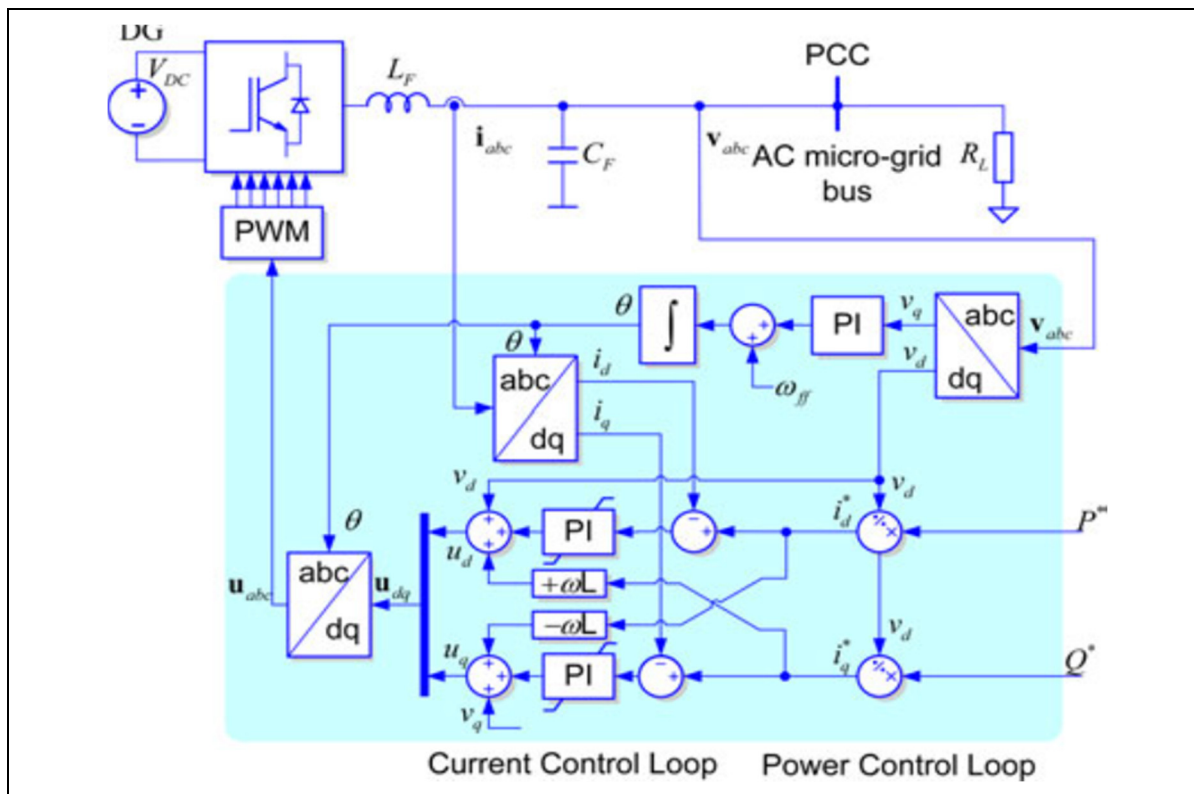 DG
V_DC
L_F
PCC
i_abc
C_F
v_abc
AC micro-grid
bus
R_L
PWM
θ
∫
PI
v_q
abc
dq
v_abc
v_d
ω_ff
θ
abc
dq
i_d
i_q
v_d
v_d
θ
PI
i_d^*
P^*
u_d
+ωL
abc
dq
u_abc
u_dq
−ωL
v_d
u_q
PI
i_q^*
Q^*
v_q
Current Control Loop
Power Control Loop